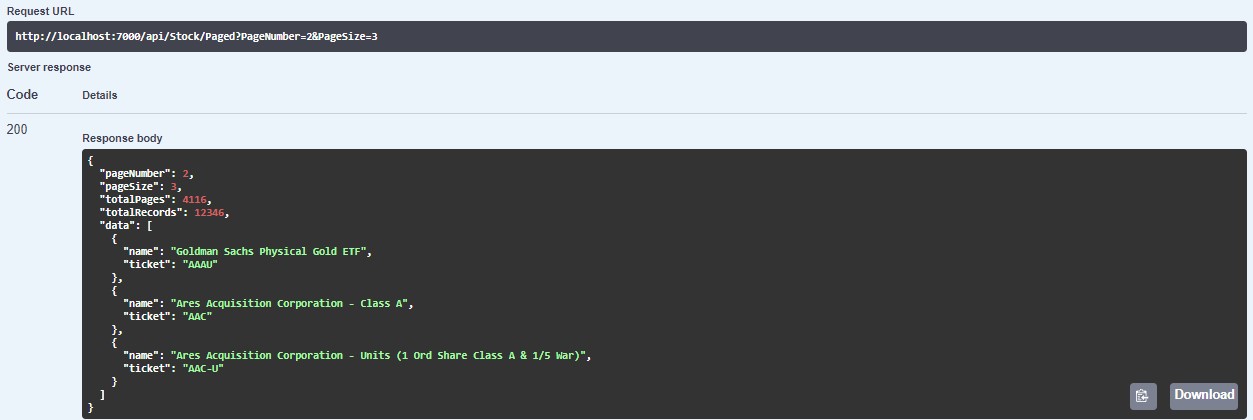 Request URL
http://localhost:7000/api/Stock/Paged?PageNumber=2&PageSize=3
Server response
Code Details
200
Response body
{
"pageNumber": 2,
"pageSize": 3,
"totalPages": 4116,
"totalRecords": 12346,
"data": [
{
"name": "Goldman Sachs Physical Gold ETF",
"ticket": "AAAU"
},
{
"name": "Ares Acquisition Corporation - Class A",
"ticket": "AAC"
},
{
"name": "Ares Acquisition Corporation - Units (1 Ord Share Class A & 1/5 War)",
"ticket": "AAC-U"
}
]
}
Download